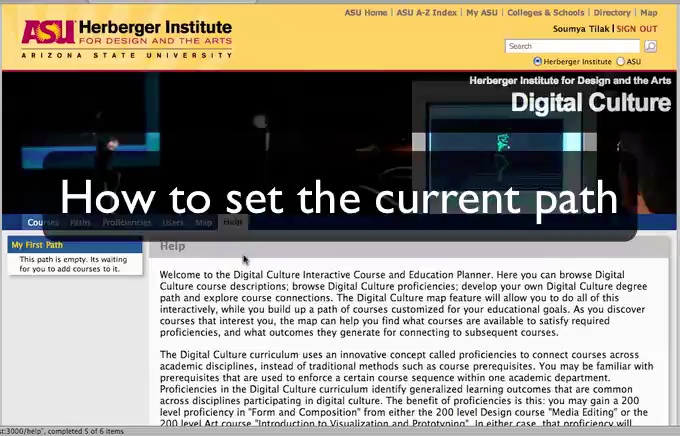 ASU Home | ASU A-Z Index | My ASU | Colleges & Schools | Directory | Map
ASU Herberger Institute
FOR DESIGN AND THE ARTS
ARIZONA STATE UNIVERSITY
Soumya Tilak | SIGN OUT
Search
Herberger Institute ASU
Herberger Institute for Design and the Arts
Digital Culture
How to set the current path
Courses Paths Proficiencies Users Map Help
My First Path
This path is empty. Its waiting
for you to add courses to it.
Help
Welcome to the Digital Culture Interactive Course and Education Planner. Here you can browse Digital
Culture course descriptions; browse Digital Culture proficiencies; develop your own Digital Culture degree
path and explore course connections. The Digital Culture map feature will allow you to do all of this
interactively, while you build up a path of courses customized for your educational goals. As you discover
courses that interest you, the map can help you find what courses are available to satisfy required
proficiencies, and what outcomes they generate for connecting to subsequent courses.
The Digital Culture curriculum uses an innovative concept called proficiencies to connect courses across
academic disciplines, instead of traditional methods such as course prerequisites. You may be familiar with
prerequisites that are used to enforce a certain course sequence within one academic department.
Proficiencies in the Digital Culture curriculum identify generalized learning outcomes that are common
across disciplines participating in digital culture. The benefit of proficiencies is this: you may gain a 200
level proficiency in "Form and Composition" from either the 200 level Design course "Media Editing" or the
200 level Art course "Introduction to Visualization and Prototyping". In either case, that proficiency will
st:3000/help", completed 5 of 6 items